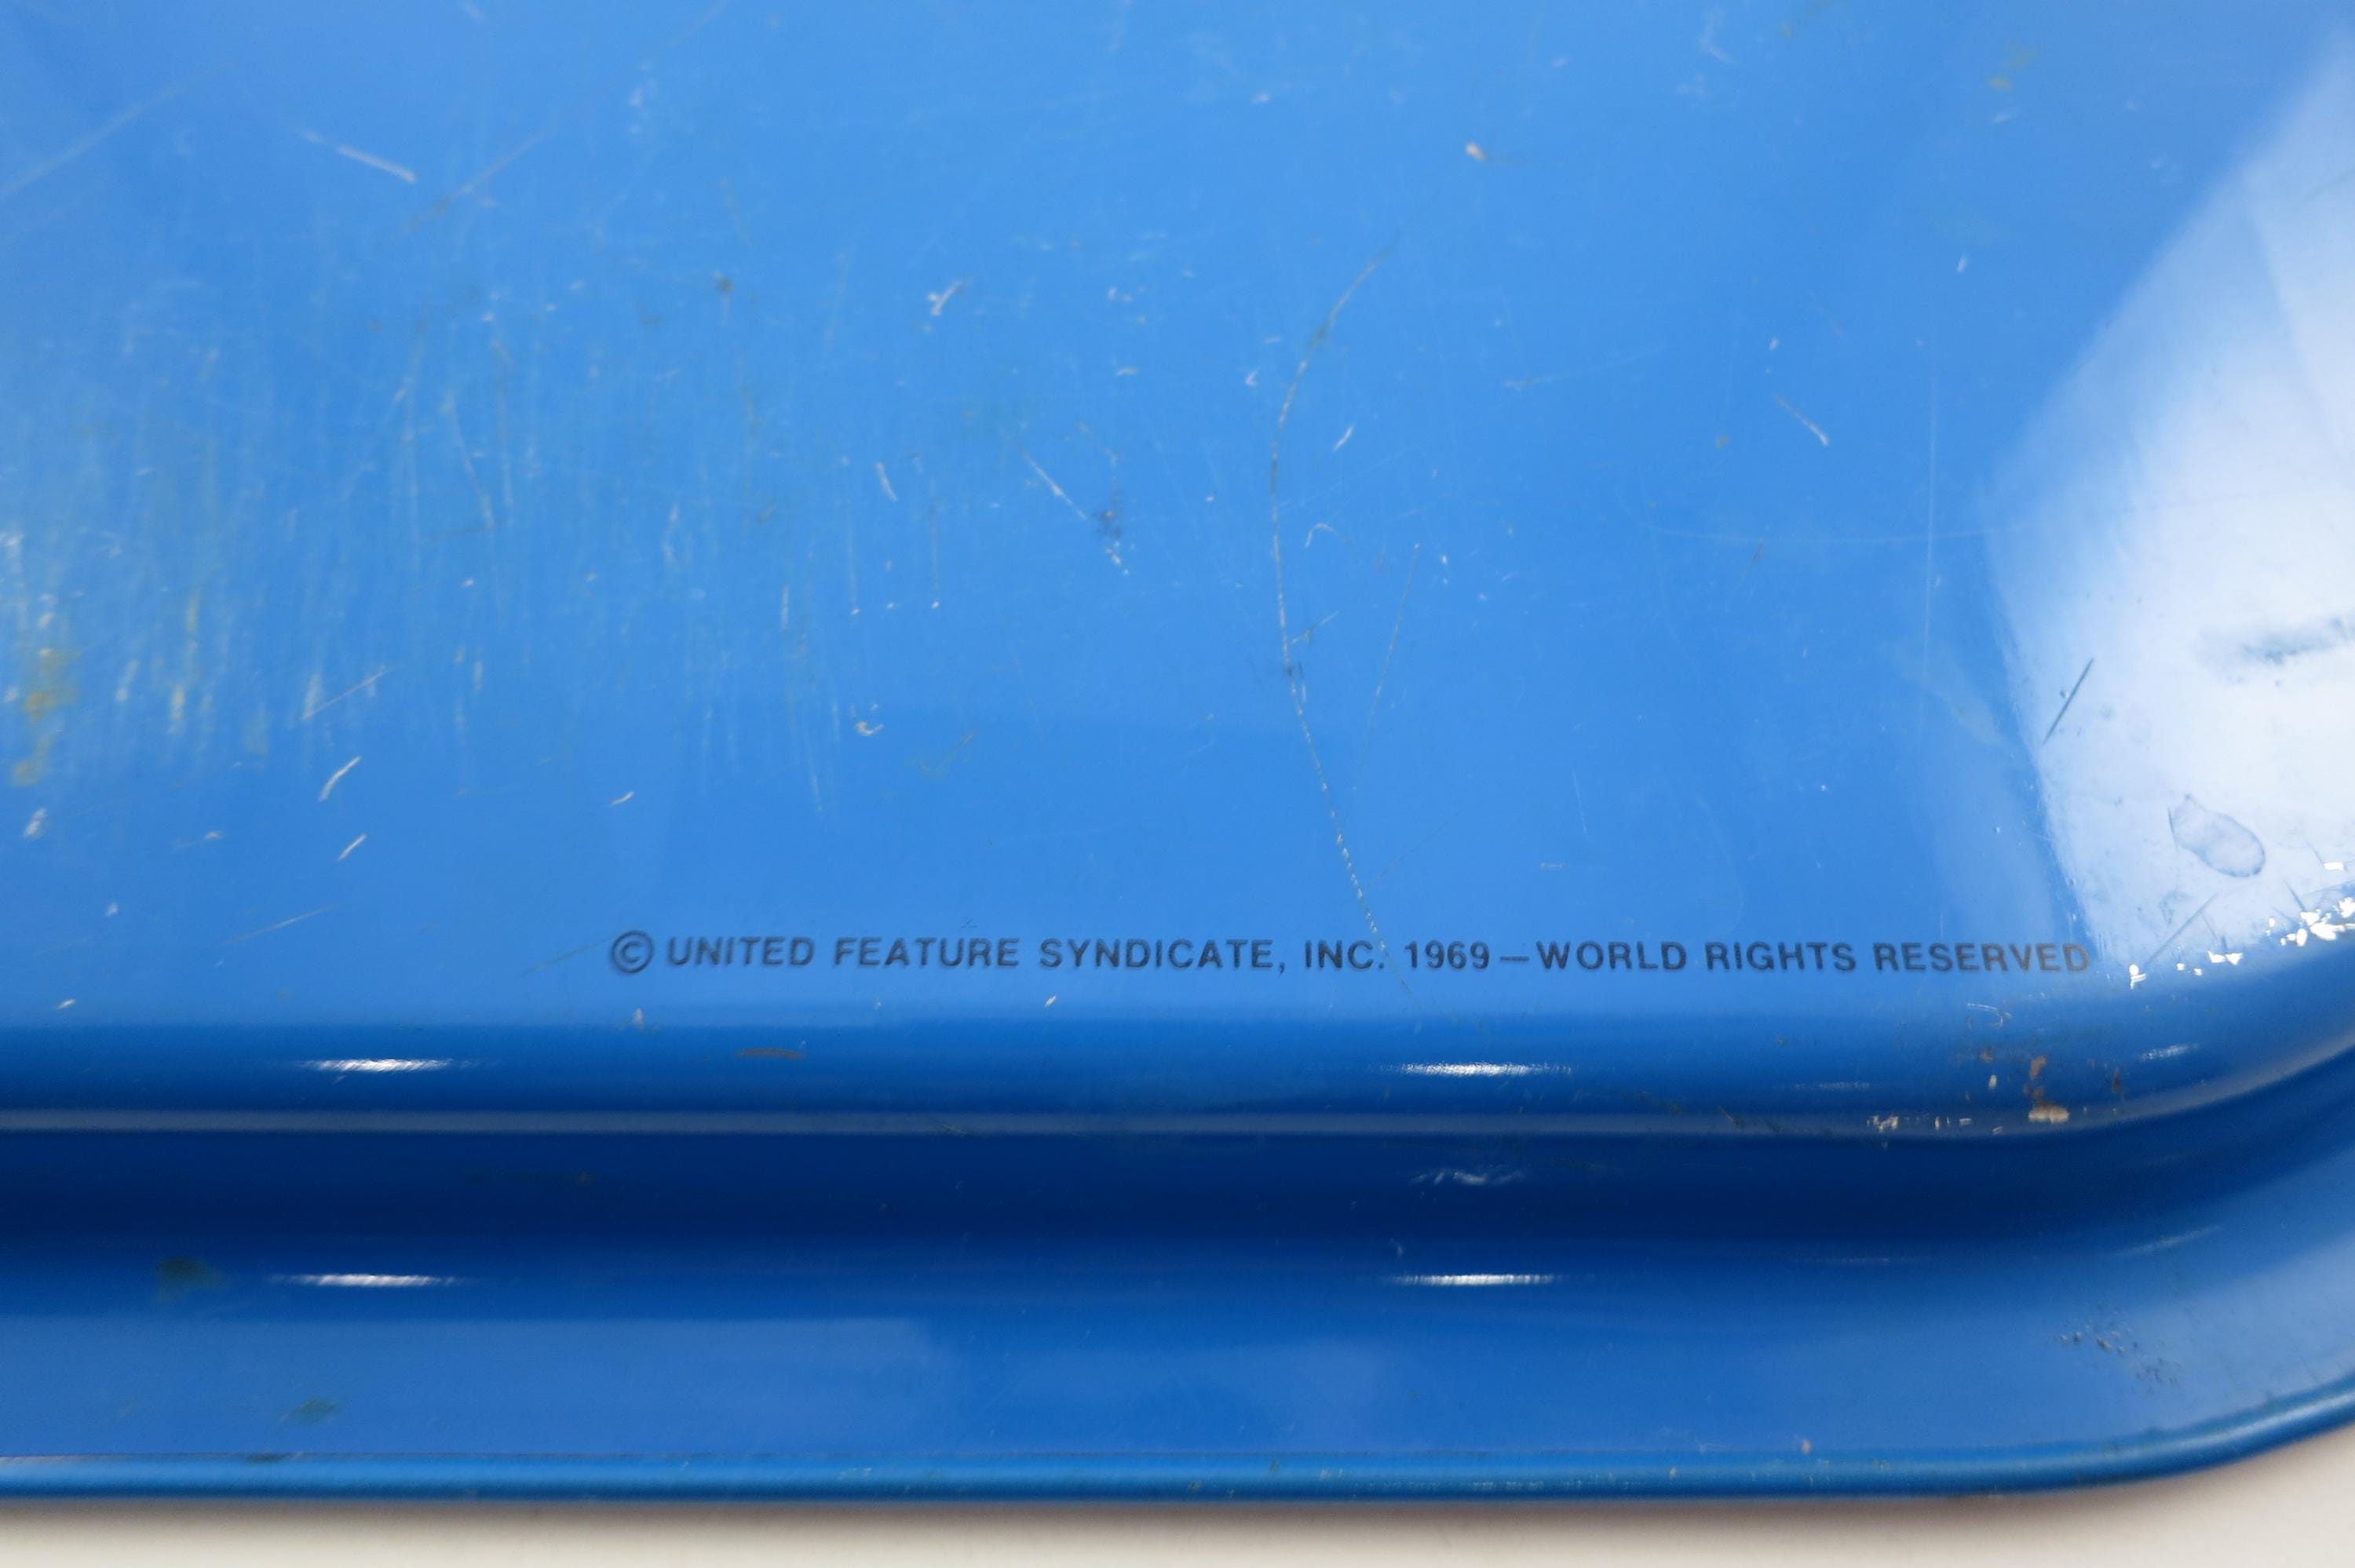 © UNITED FEATURE SYNDICATE, INC. 1969—WORLD RIGHTS RESERVED